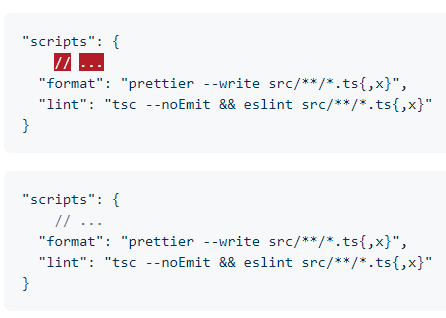 "scripts": {
    // ...
  "format": "prettier --write src/**/*.ts{,x}",
  "lint": "tsc --noEmit && eslint src/**/*.ts{,x}"
}
"scripts": {
    // ...
  "format": "prettier --write src/**/*.ts{,x}",
  "lint": "tsc --noEmit && eslint src/**/*.ts{,x}"
}